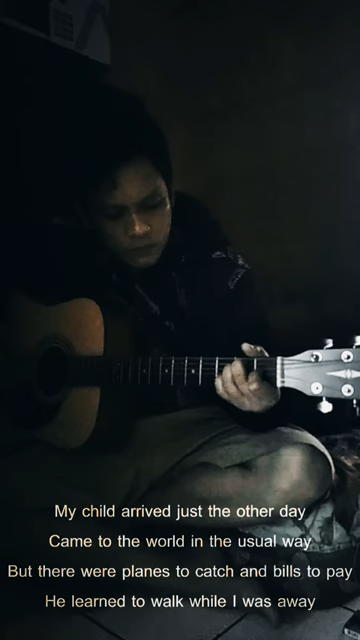 My child arrived just the other day
Came to the world in the usual way
But there were planes to catch and bills to pay
He learned to walk while I was away